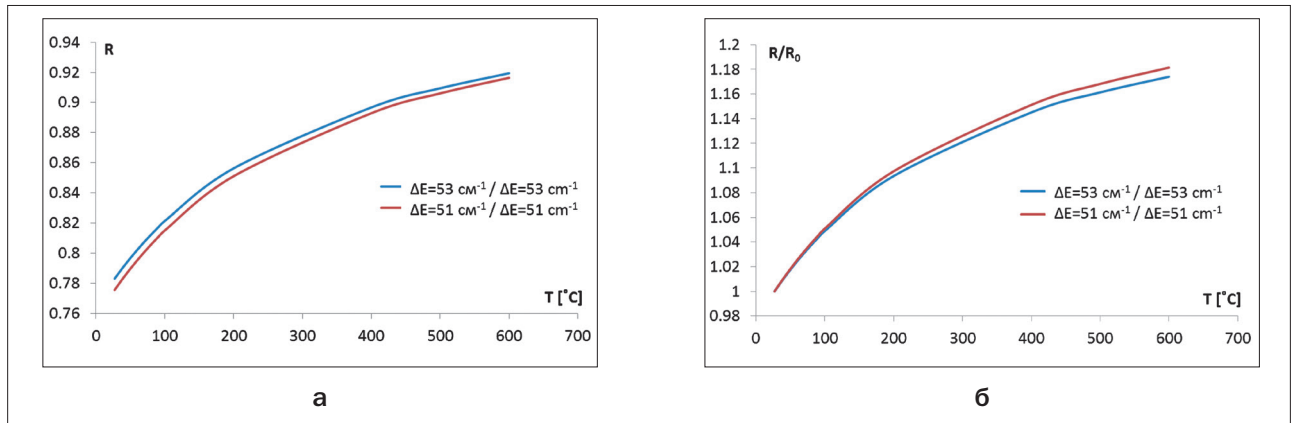 R
0.94
0.92
0.9
0.88
0.86
0.84
0.82
0.8
0.78
0.76
ΔE=53 см⁻¹ / ΔE=53 cm⁻¹
ΔE=51 см⁻¹ / ΔE=51 cm⁻¹
T [˚C]
0 100 200 300 400 500 600 700
а
R/R₀
1.2
1.18
1.16
1.14
1.12
1.1
1.08
1.06
1.04
1.02
1
0.98
ΔE=53 см⁻¹ / ΔE=53 cm⁻¹
ΔE=51 см⁻¹ / ΔE=51 cm⁻¹
T [˚C]
0 100 200 300 400 500 600 700
б